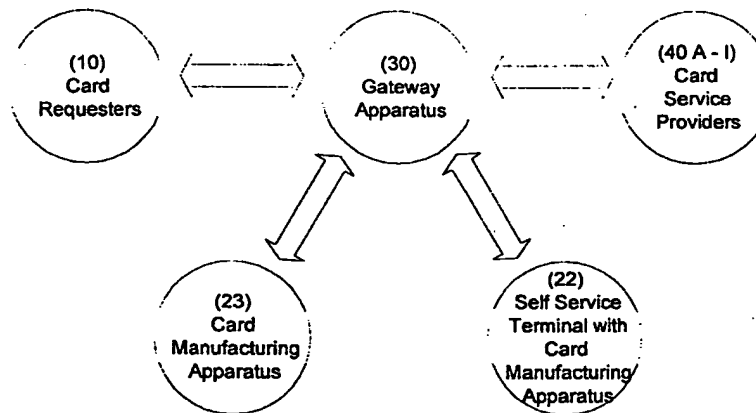 (10)
Card
Requesters
(30)
Gateway
Apparatus
(40 A - I)
Card
Service
Providers
(23)
Card
Manufacturing
Apparatus
(22)
Self Service
Terminal with
Card
Manufacturing
Apparatus